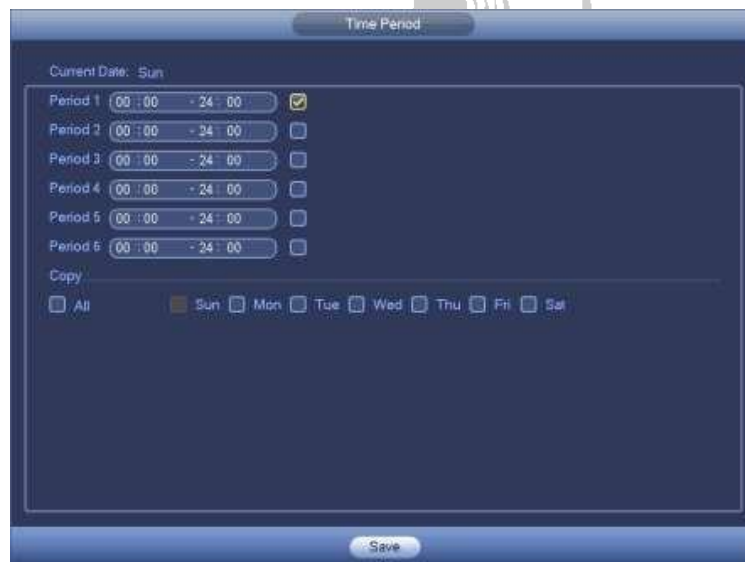 Time Period
Current Date: Sun
Period 1 00 : 00 - 24 : 00
Period 2 00 : 00 - 24 : 00
Period 3 00 : 00 - 24 : 00
Period 4 00 : 00 - 24 : 00
Period 5 00 : 00 - 24 : 00
Period 6 00 : 00 - 24 : 00
Copy
All Sun Mon Tue Wed Thu Fri Sat
Save